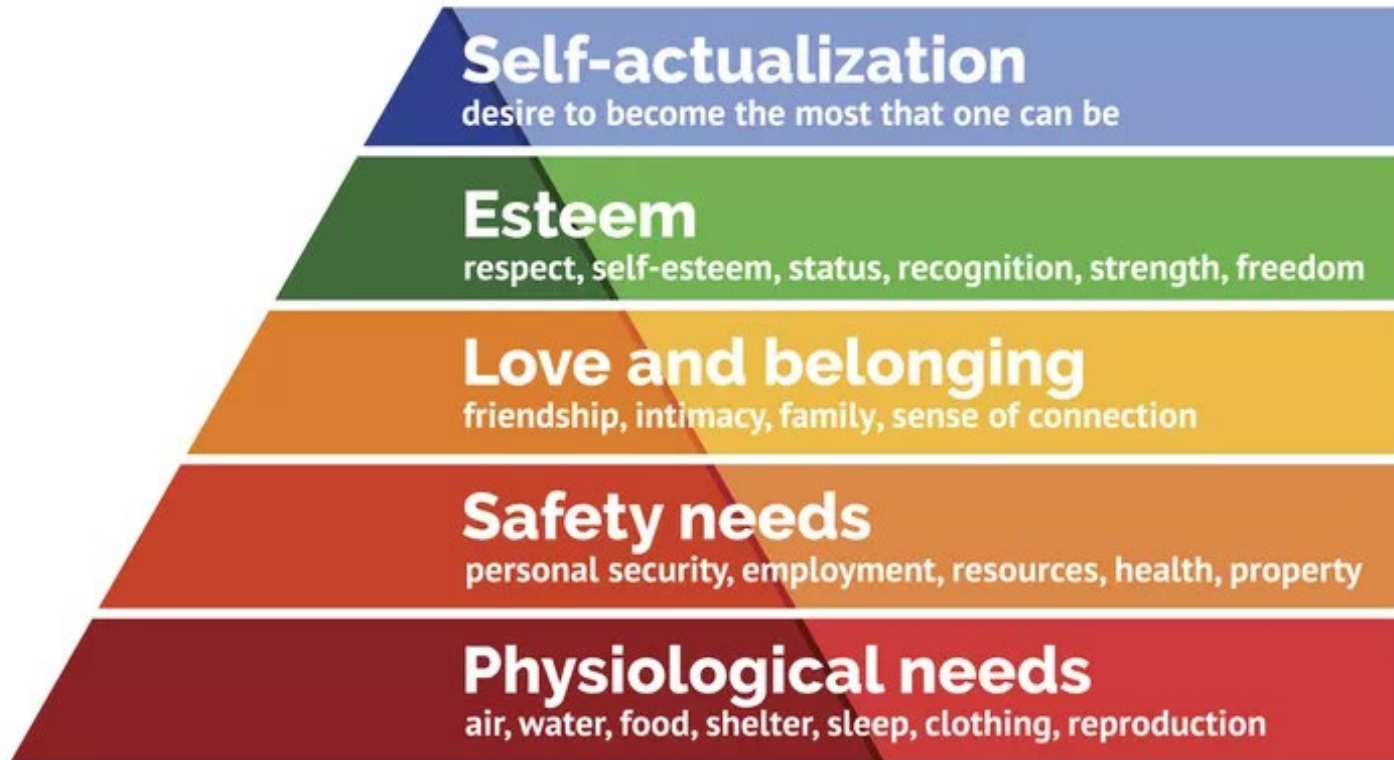 Self-actualization
desire to become the most that one can be
Esteem
respect, self-esteem, status, recognition, strength, freedom
Love and belonging
friendship, intimacy, family, sense of connection
Safety needs
personal security, employment, resources, health, property
Physiological needs
air, water, food, shelter, sleep, clothing, reproduction